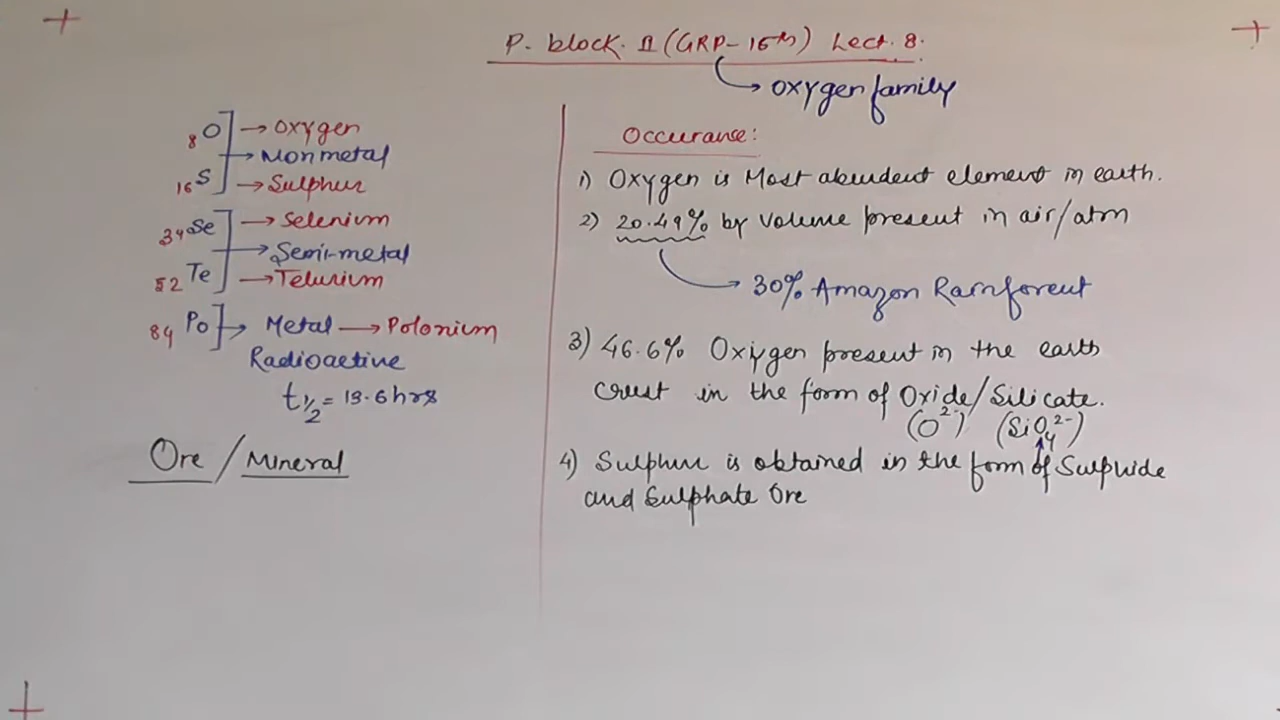 P. block. II (GRP-16th) Lect. 8.
Oxygen family
8O → Oxygen
→ Nonmetal
16S → Sulphur
34Se → Selenium
→ Semi-metal
52Te → Telurium
84Po → Metal → Polonium
Radioactive
t1/2 = 13.6 hrs
Ore / Mineral
Occurance:
1) Oxygen is Most abundent element in earth.
2) 20.49% by volume present in air/atm
→ 30% Amazon Rainforest
3) 46.6% Oxygen present in the earth
crust in the form of Oxide/Silicate.
(O2-) (SiO42-)
4) Sulphur is obtained in the form of Sulphide
and Sulphate Ore